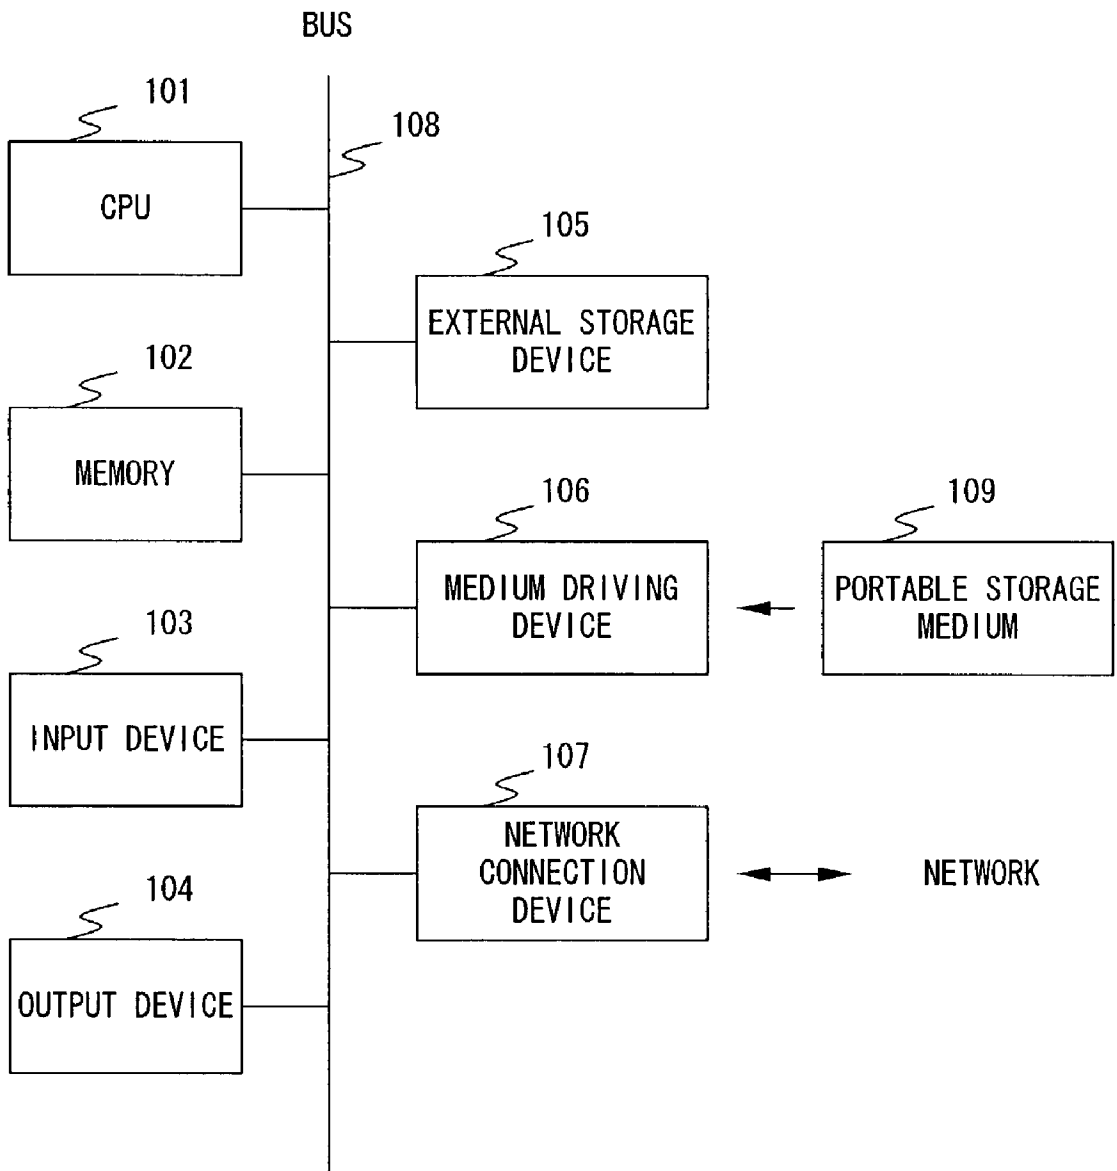 BUS
101
108
CPU
105
EXTERNAL STORAGE
DEVICE
102
MEMORY
106
109
MEDIUM DRIVING
DEVICE
PORTABLE STORAGE
MEDIUM
103
INPUT DEVICE
107
NETWORK
CONNECTION
DEVICE
NETWORK
104
OUTPUT DEVICE